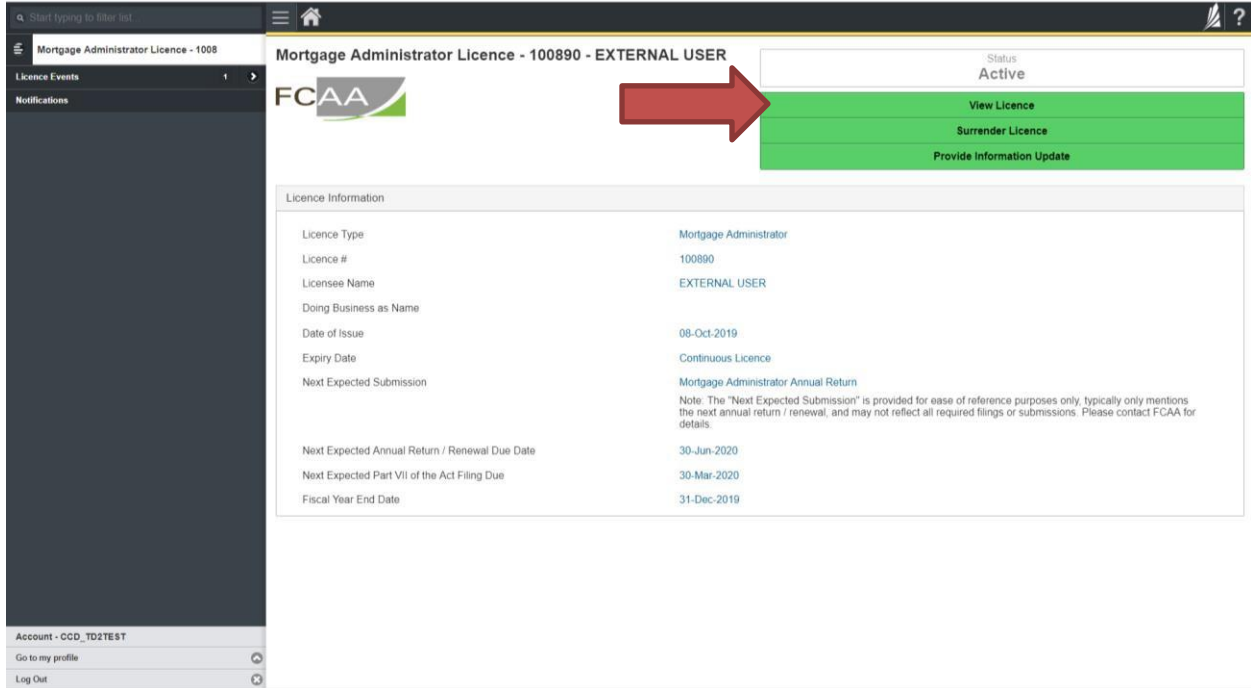 Start typing to filter list...
Mortgage Administrator Licence - 1008
Licence Events 1
Notifications
Account - CCD_TD2TEST
Go to my profile
Log Out
?
Mortgage Administrator Licence - 100890 - EXTERNAL USER
FCAA
Status
Active
View Licence
Surrender Licence
Provide Information Update
Licence Information
Licence Type Mortgage Administrator
Licence # 100890
Licensee Name EXTERNAL USER
Doing Business as Name
Date of Issue 08-Oct-2019
Expiry Date Continuous Licence
Next Expected Submission Mortgage Administrator Annual Return
Note: The "Next Expected Submission" is provided for ease of reference purposes only, typically only mentions
the next annual return / renewal, and may not reflect all required filings or submissions. Please contact FCAA for
details.
Next Expected Annual Return / Renewal Due Date 30-Jun-2020
Next Expected Part VII of the Act Filing Due 30-Mar-2020
Fiscal Year End Date 31-Dec-2019